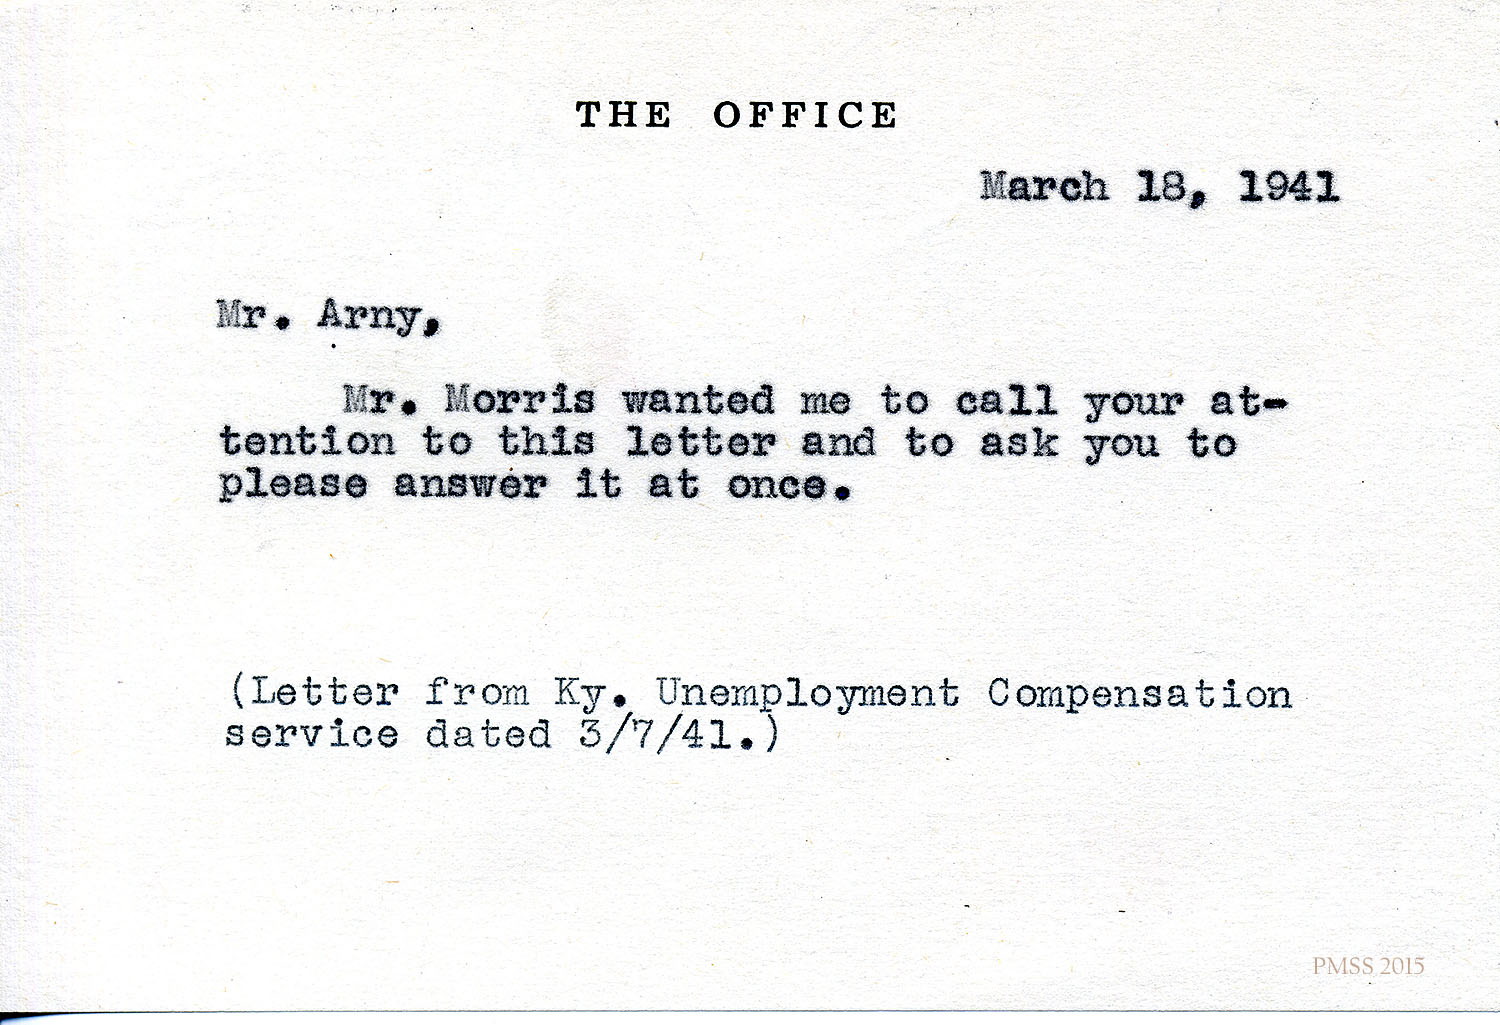 THE OFFICE
March 18, 1941
Mr. Arny,
Mr. Morris wanted me to call your at-
tention to this letter and to ask you to
please answer it at once.
(Letter from Ky. Unemployment Compensation
service dated 3/7/41.)
PMSS 2015